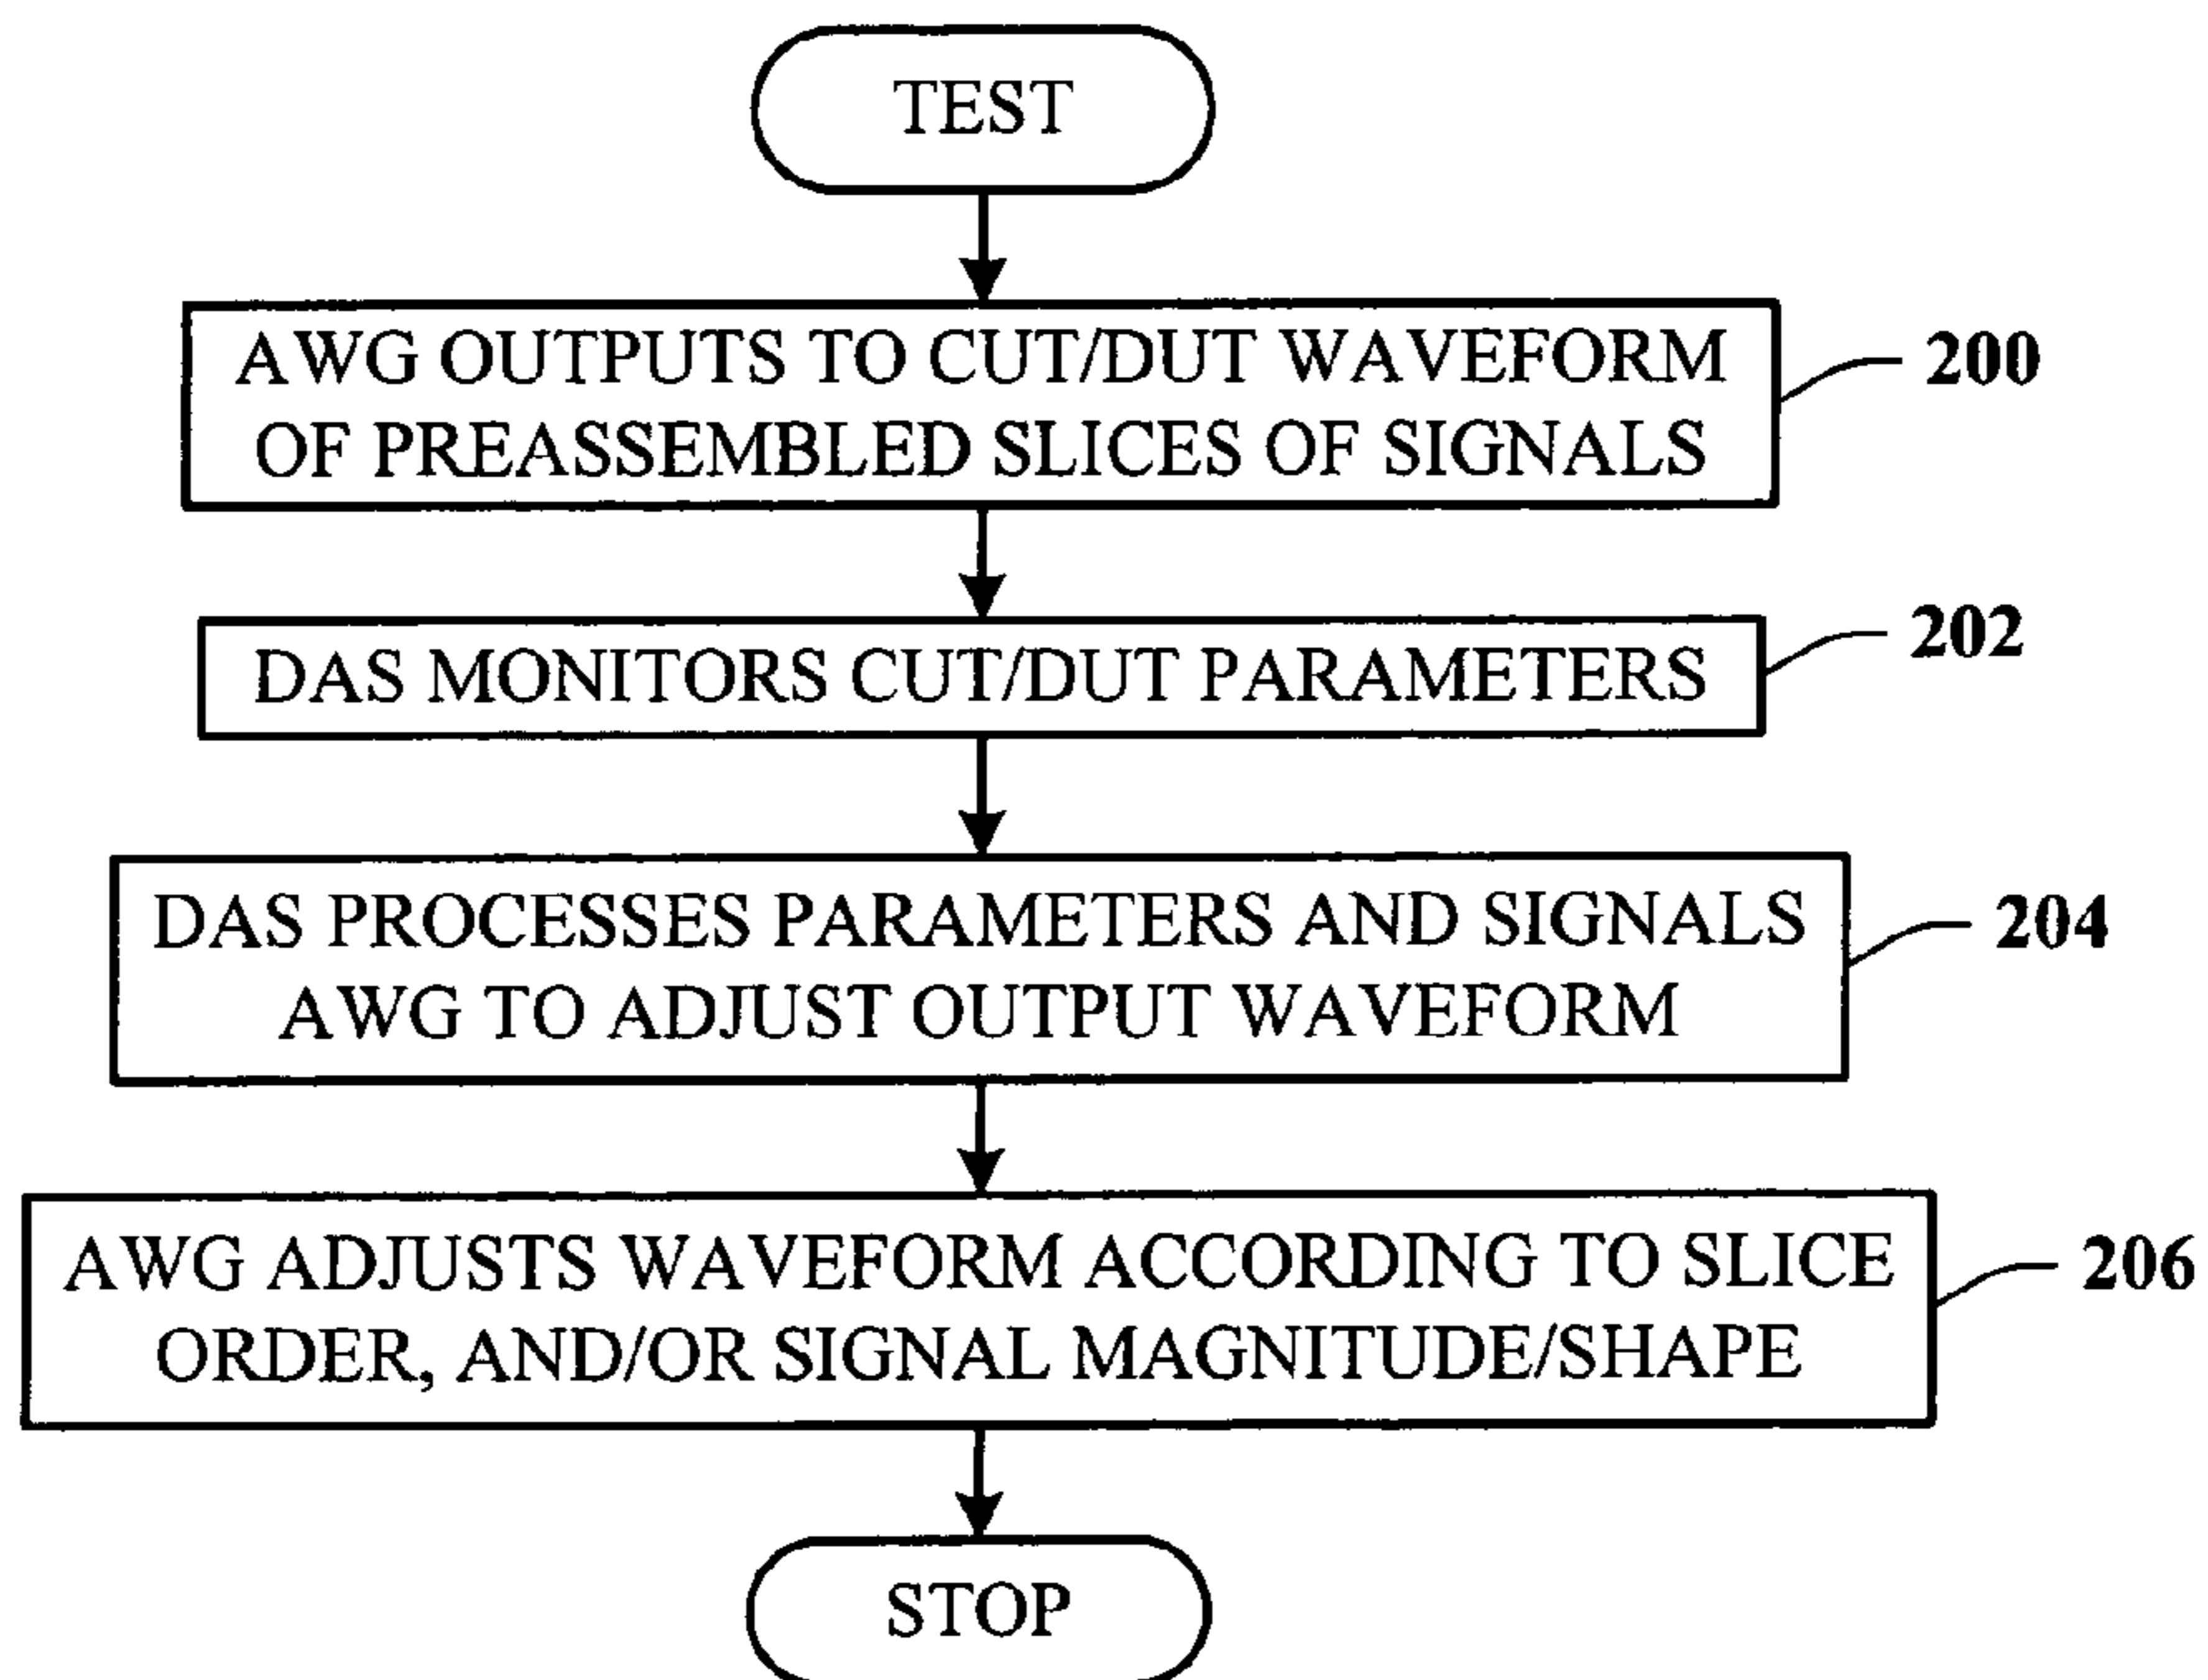 TEST
AWG OUTPUTS TO CUT/DUT WAVEFORM
OF PREASSEMBLED SLICES OF SIGNALS
200
DAS MONITORS CUT/DUT PARAMETERS
202
DAS PROCESSES PARAMETERS AND SIGNALS
AWG TO ADJUST OUTPUT WAVEFORM
204
AWG ADJUSTS WAVEFORM ACCORDING TO SLICE
ORDER, AND/OR SIGNAL MAGNITUDE/SHAPE
206
STOP